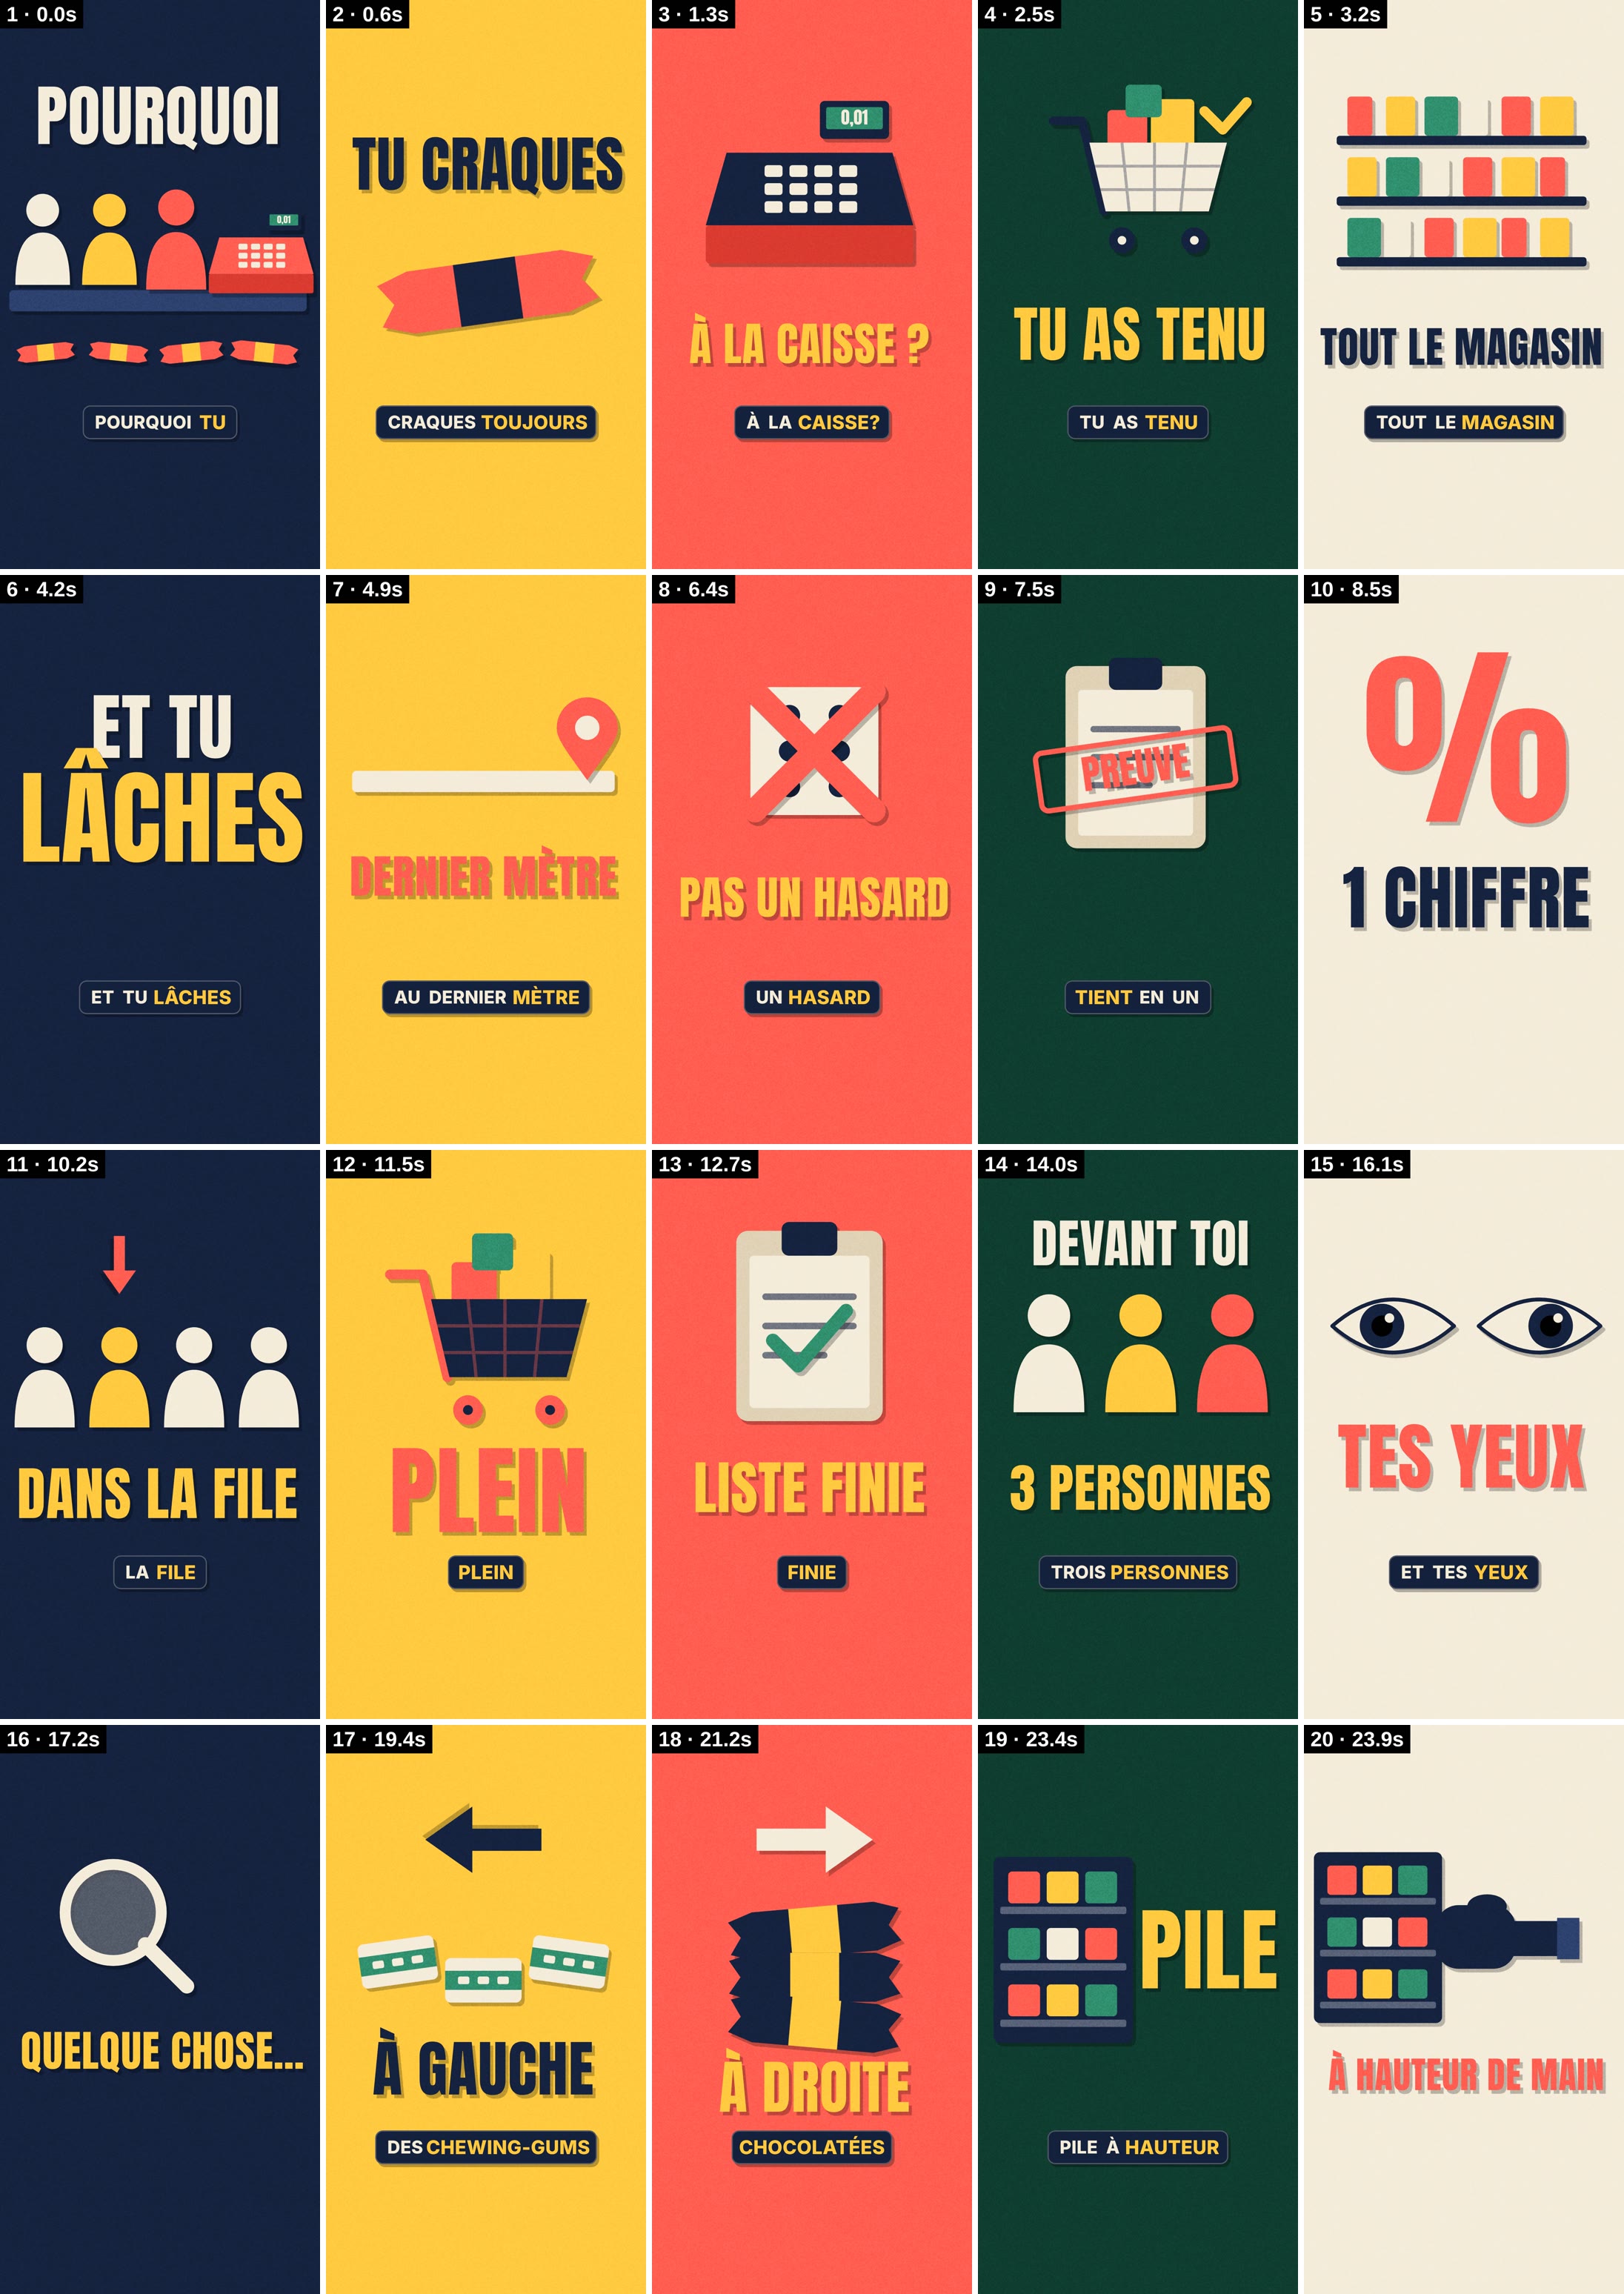 1 · 0.0s
POURQUOI
0,01
POURQUOI TU
2 · 0.6s
TU CRAQUES
CRAQUES TOUJOURS
3 · 1.3s
0,01
À LA CAISSE ?
À LA CAISSE?
4 · 2.5s
TU AS TENU
TU AS TENU
5 · 3.2s
TOUT LE MAGASIN
TOUT LE MAGASIN
6 · 4.2s
ET TU
LÂCHES
ET TU LÂCHES
7 · 4.9s
DERNIER MÈTRE
AU DERNIER MÈTRE
8 · 6.4s
PAS UN HASARD
UN HASARD
9 · 7.5s
PREUVE
TIENT EN UN
10 · 8.5s
%
1 CHIFFRE
11 · 10.2s
DANS LA FILE
LA FILE
12 · 11.5s
PLEIN
PLEIN
13 · 12.7s
LISTE FINIE
FINIE
14 · 14.0s
DEVANT TOI
3 PERSONNES
TROIS PERSONNES
15 · 16.1s
TES YEUX
ET TES YEUX
16 · 17.2s
QUELQUE CHOSE...
17 · 19.4s
À GAUCHE
DES CHEWING-GUMS
18 · 21.2s
À DROITE
CHOCOLATÉES
19 · 23.4s
PILE
PILE À HAUTEUR
20 · 23.9s
À HAUTEUR DE MAIN